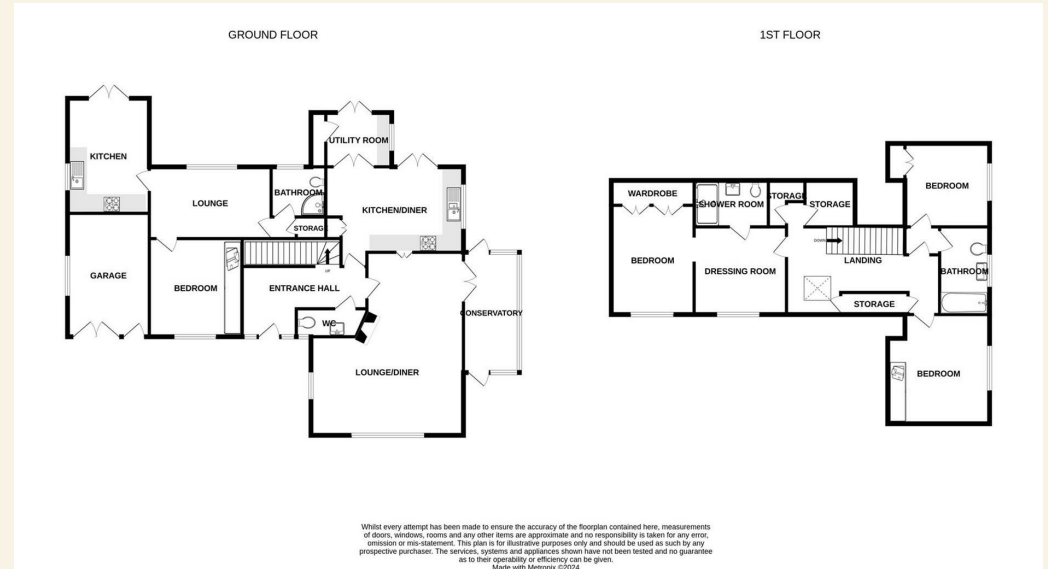 GROUND FLOOR
1ST FLOOR
KITCHEN
UTILITY ROOM
LOUNGE
BATHROOM
KITCHEN/DINER
STORAGE
GARAGE
BEDROOM
UP
ENTRANCE HALL
WC
CONSERVATORY
LOUNGE/DINER
BEDROOM
WARDROBE
SHOWER ROOM
STORAGE
STORAGE
DOWN
BEDROOM
DRESSING ROOM
LANDING
BATHROOM
STORAGE
BEDROOM
Whilst every attempt has been made to ensure the accuracy of the floorplan contained here, measurements
of doors, windows, rooms and any other items are approximate and no responsibility is taken for any error,
omission or mis-statement. This plan is for illustrative purposes only and should be used as such by any
prospective purchaser. The services, systems and appliances shown have not been tested and no guarantee
as to their operability or efficiency can be given.
Made with Metropix ©2024